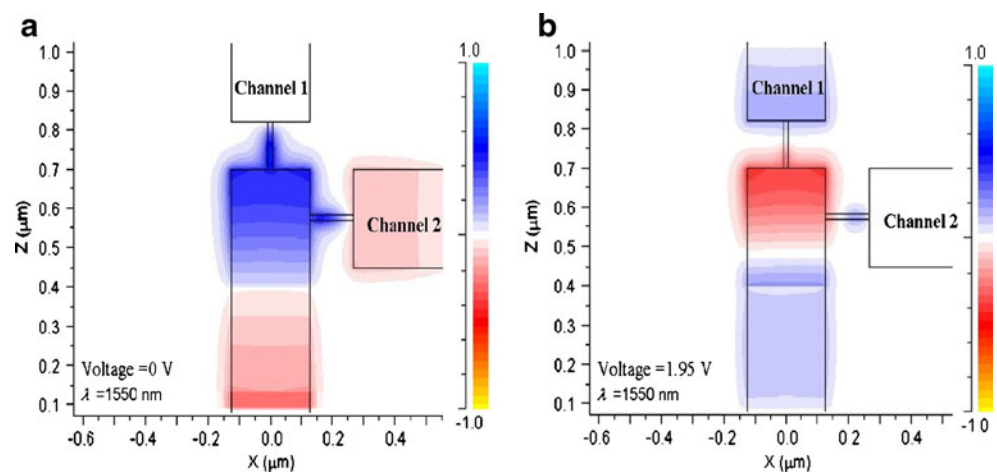 a
1.0
0.9
0.8
0.7
0.6
0.5
0.4
0.3
0.2
0.1
Z (μm)
Channel 1
Channel 2
Voltage =0 V
λ =1550 nm
-0.6 -0.4 -0.2 0.0 0.2 0.4
X (μm)
1.0
-1.0
b
1.0
0.9
0.8
0.7
0.6
0.5
0.4
0.3
0.2
0.1
Z (μm)
Channel 1
Channel 2
Voltage =1.95 V
λ =1550 nm
-0.6 -0.4 -0.2 0.0 0.2 0.4
X (μm)
1.0
-1.0